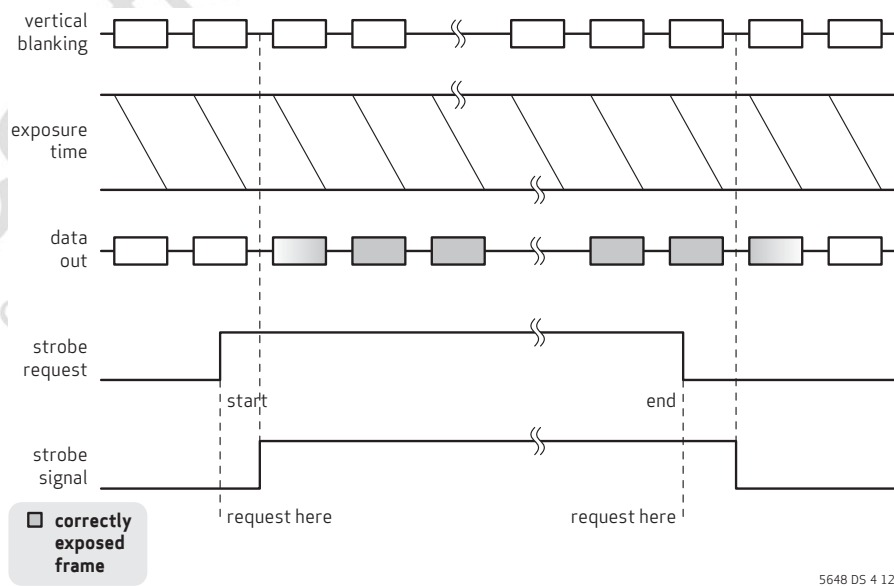 vertical
blanking
exposure
time
data
out
strobe
request
start
end
strobe
signal
request here
request here
correctly
exposed
frame
5648 DS 4 12